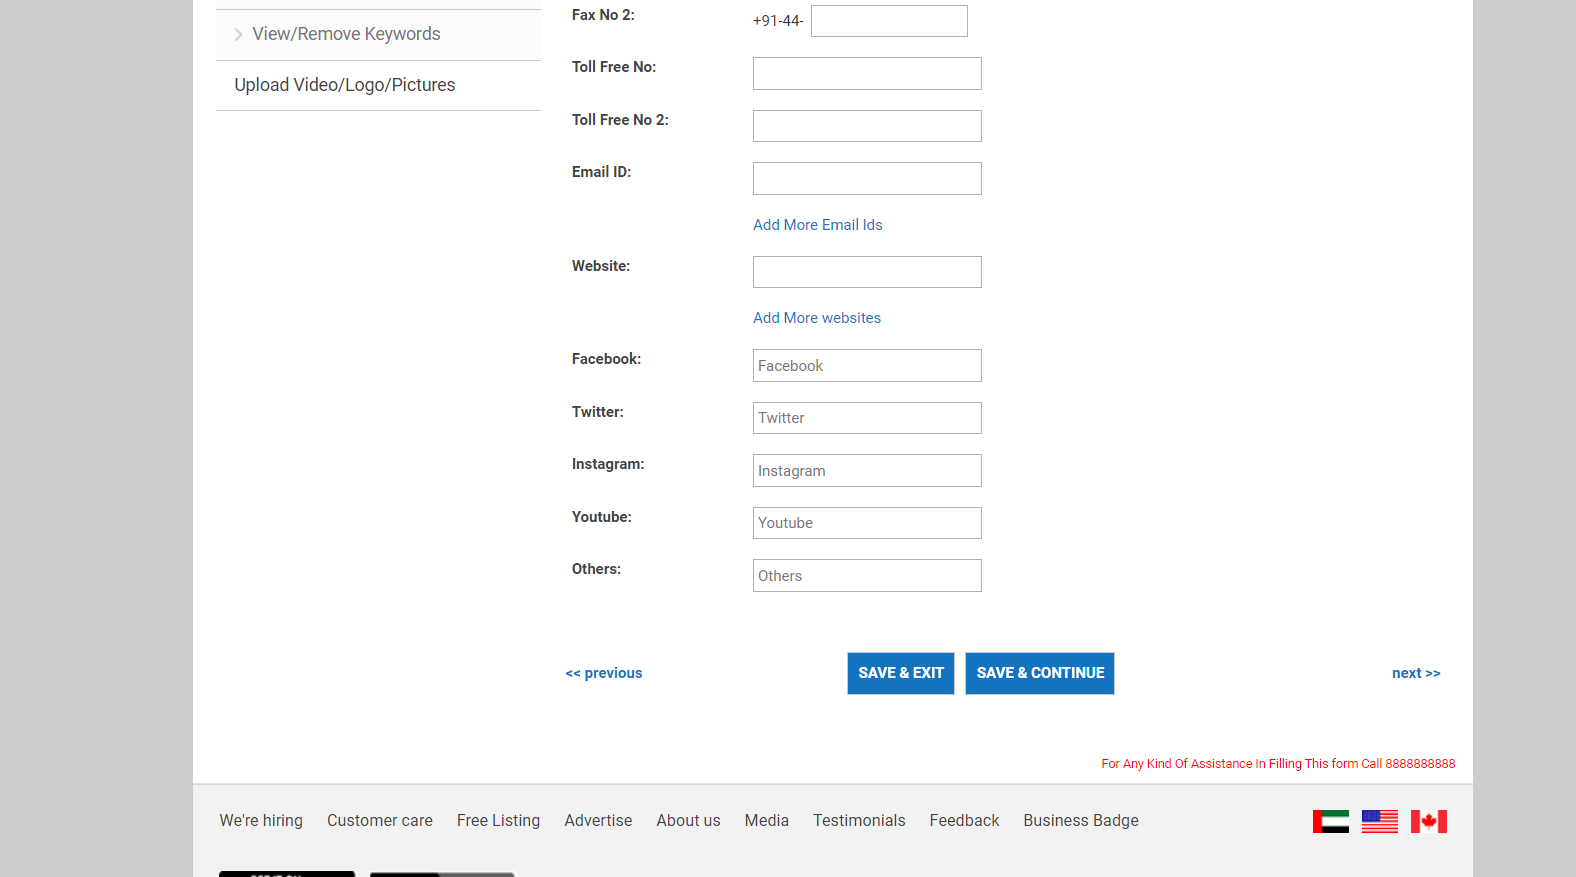 View/Remove Keywords
Upload Video/Logo/Pictures
Fax No 2: +91-44-
Toll Free No:
Toll Free No 2:
Email ID:
Add More Email Ids
Website:
Add More websites
Facebook: Facebook
Twitter: Twitter
Instagram: Instagram
Youtube: Youtube
Others: Others
<< previous SAVE & EXIT SAVE & CONTINUE next >>
For Any Kind Of Assistance In Filling This form Call 8888888888
We're hiring Customer care Free Listing Advertise About us Media Testimonials Feedback Business Badge